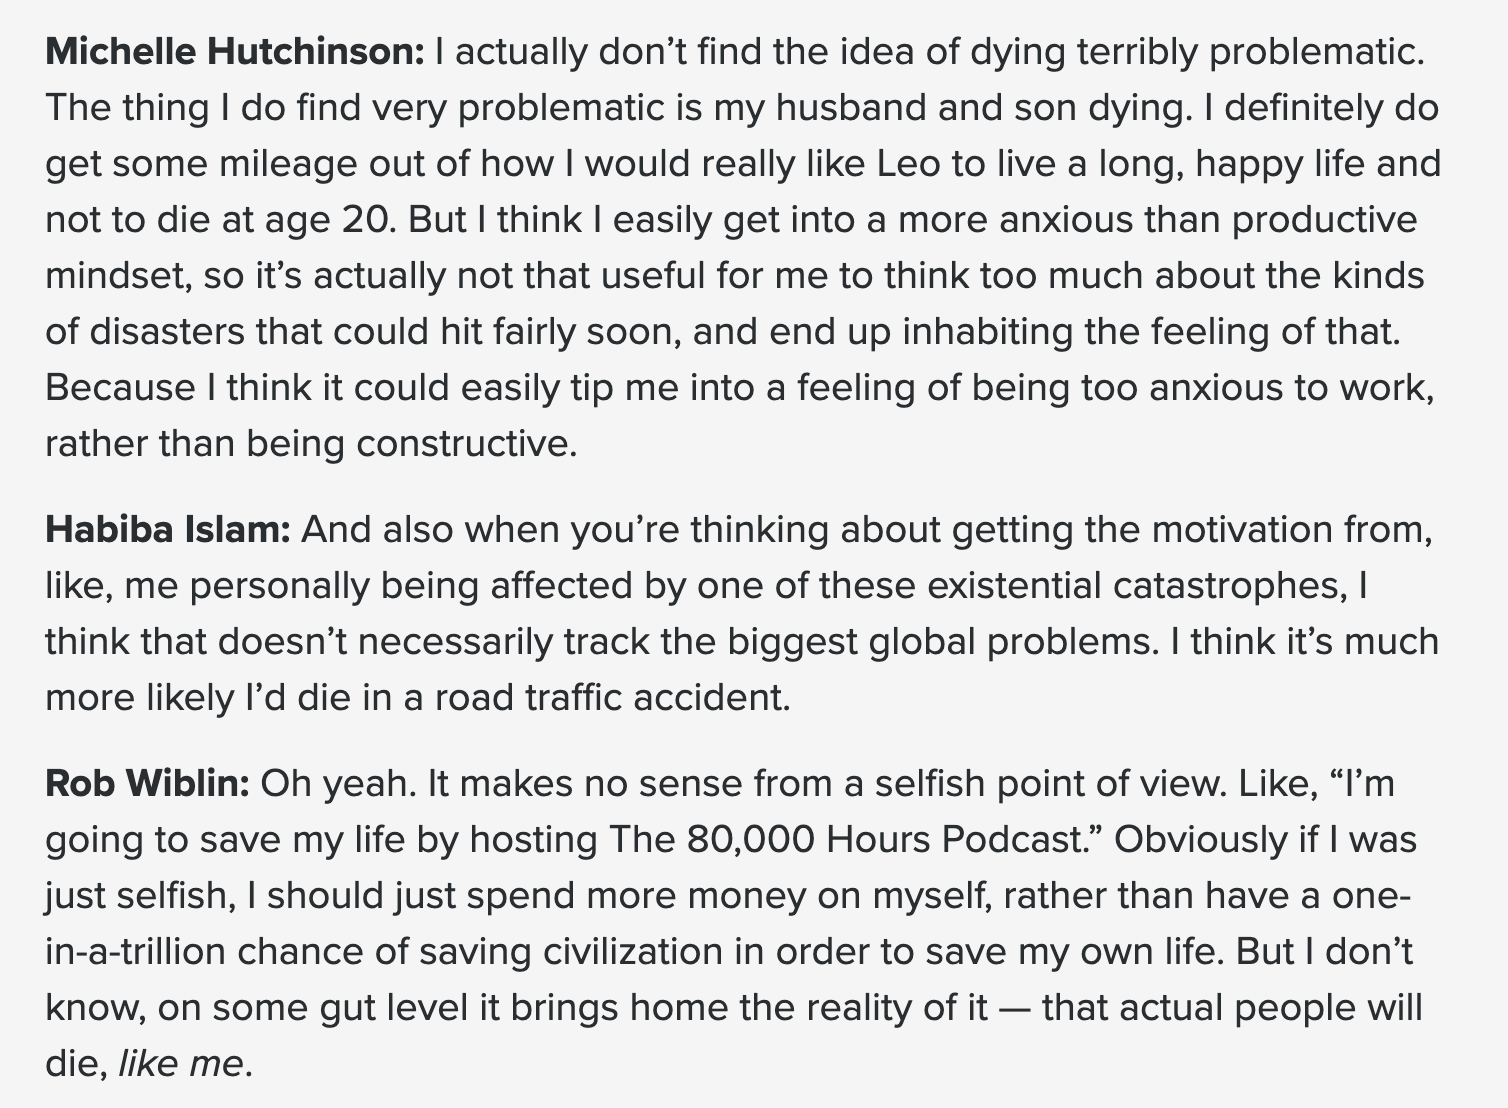 Michelle Hutchinson: I actually don’t find the idea of dying terribly problematic.
The thing I do find very problematic is my husband and son dying. I definitely do
get some mileage out of how I would really like Leo to live a long, happy life and
not to die at age 20. But I think I easily get into a more anxious than productive
mindset, so it’s actually not that useful for me to think too much about the kinds
of disasters that could hit fairly soon, and end up inhabiting the feeling of that.
Because I think it could easily tip me into a feeling of being too anxious to work,
rather than being constructive.
Habiba Islam: And also when you’re thinking about getting the motivation from,
like, me personally being affected by one of these existential catastrophes, I
think that doesn’t necessarily track the biggest global problems. I think it’s much
more likely I’d die in a road traffic accident.
Rob Wiblin: Oh yeah. It makes no sense from a selfish point of view. Like, “I’m
going to save my life by hosting The 80,000 Hours Podcast.” Obviously if I was
just selfish, I should just spend more money on myself, rather than have a one-
in-a-trillion chance of saving civilization in order to save my own life. But I don’t
know, on some gut level it brings home the reality of it — that actual people will
die, like me.